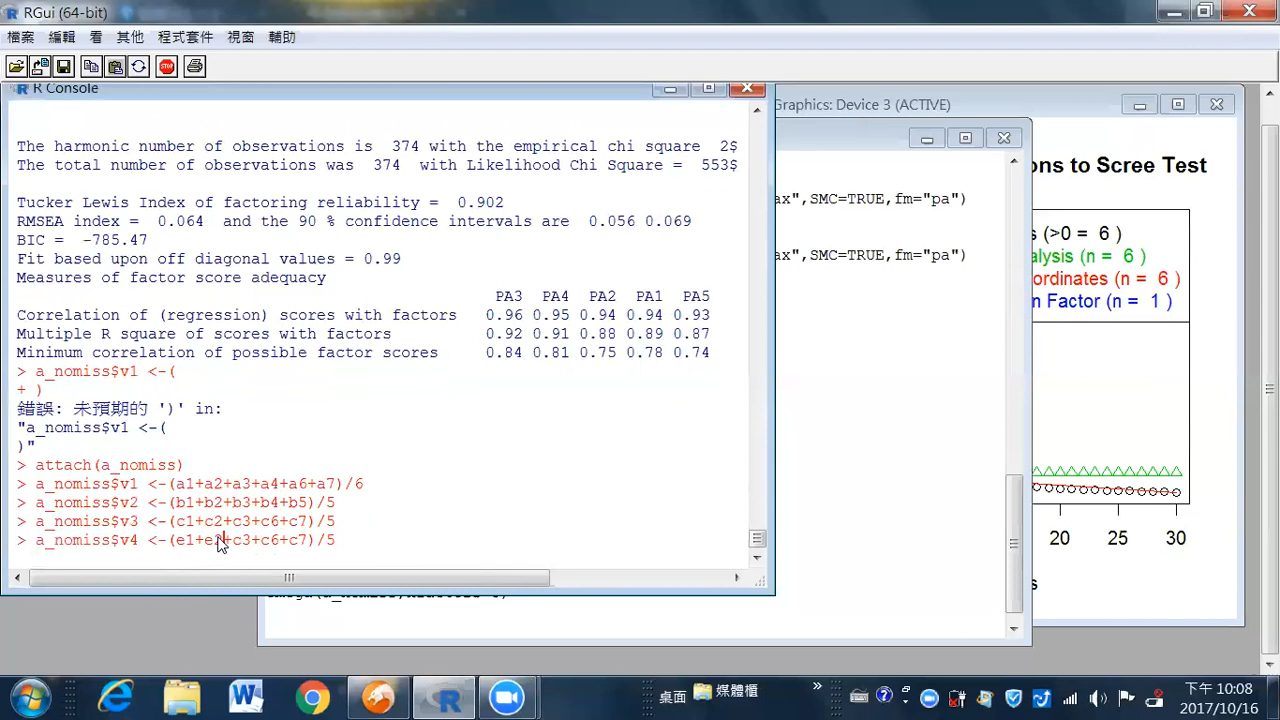 RGui (64-bit)
檔案 編輯 看 其他 程式套件 視窗 輔助
STOP
R Console
The harmonic number of observations is 374 with the empirical chi square 2$
The total number of observations was 374 with Likelihood Chi Square = 553$
Tucker Lewis Index of factoring reliability = 0.902
RMSEA index = 0.064 and the 90 % confidence intervals are 0.056 0.069
BIC = -785.47
Fit based upon off diagonal values = 0.99
Measures of factor score adequacy
PA3 PA4 PA2 PA1 PA5
Correlation of (regression) scores with factors 0.96 0.95 0.94 0.94 0.93
Multiple R square of scores with factors 0.92 0.91 0.88 0.89 0.87
Minimum correlation of possible factor scores 0.84 0.81 0.75 0.78 0.74
> a_nomiss$v1 <-(
+ )
錯誤: 未預期的 ')' in:
"a_nomiss$v1 <-(
)"
> attach(a_nomiss)
> a_nomiss$v1 <-(a1+a2+a3+a4+a6+a7)/6
> a_nomiss$v2 <-(b1+b2+b3+b4+b5)/5
> a_nomiss$v3 <-(c1+c2+c3+c6+c7)/5
> a_nomiss$v4 <-(e1+e2+c3+c6+c7)/5
Graphics: Device 3 (ACTIVE)
ax",SMC=TRUE,fm="pa")
ax",SMC=TRUE,fm="pa")
ons to Scree Test
s (>0 = 6 )
alysis (n = 6 )
ordinates (n = 6 )
n Factor (n = 1 )
20 25 30
桌面 媒體櫃 »
下午 10:08
2017/10/16